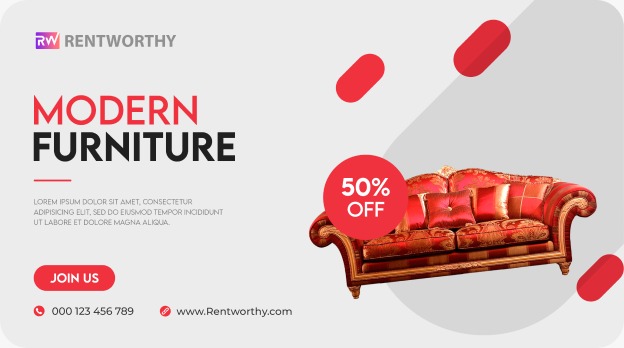 RW RENTWORTHY
MODERN
FURNITURE
LOREM IPSUM DOLOR SIT AMET, CONSECTETUR
ADIPISICING ELIT, SED DO EIUSMOD TEMPOR INCIDIDUNT
UT LABORE ET DOLORE MAGNA ALIQUA.
50%
OFF
JOIN US
000 123 456 789
www.Rentworthy.com